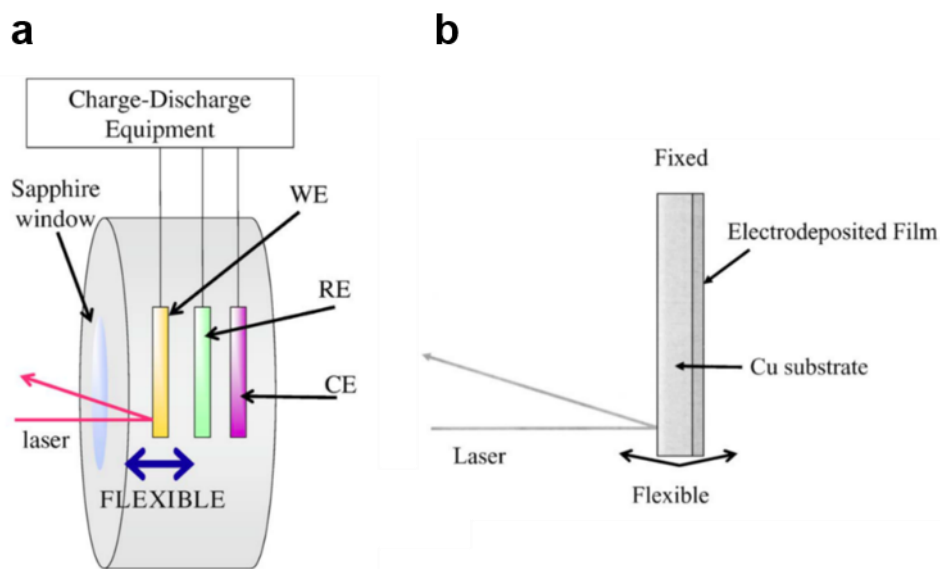 a
Charge-Discharge
Equipment
Sapphire
window
WE
RE
CE
laser
FLEXIBLE
b
Fixed
Electrodeposited Film
Cu substrate
Laser
Flexible